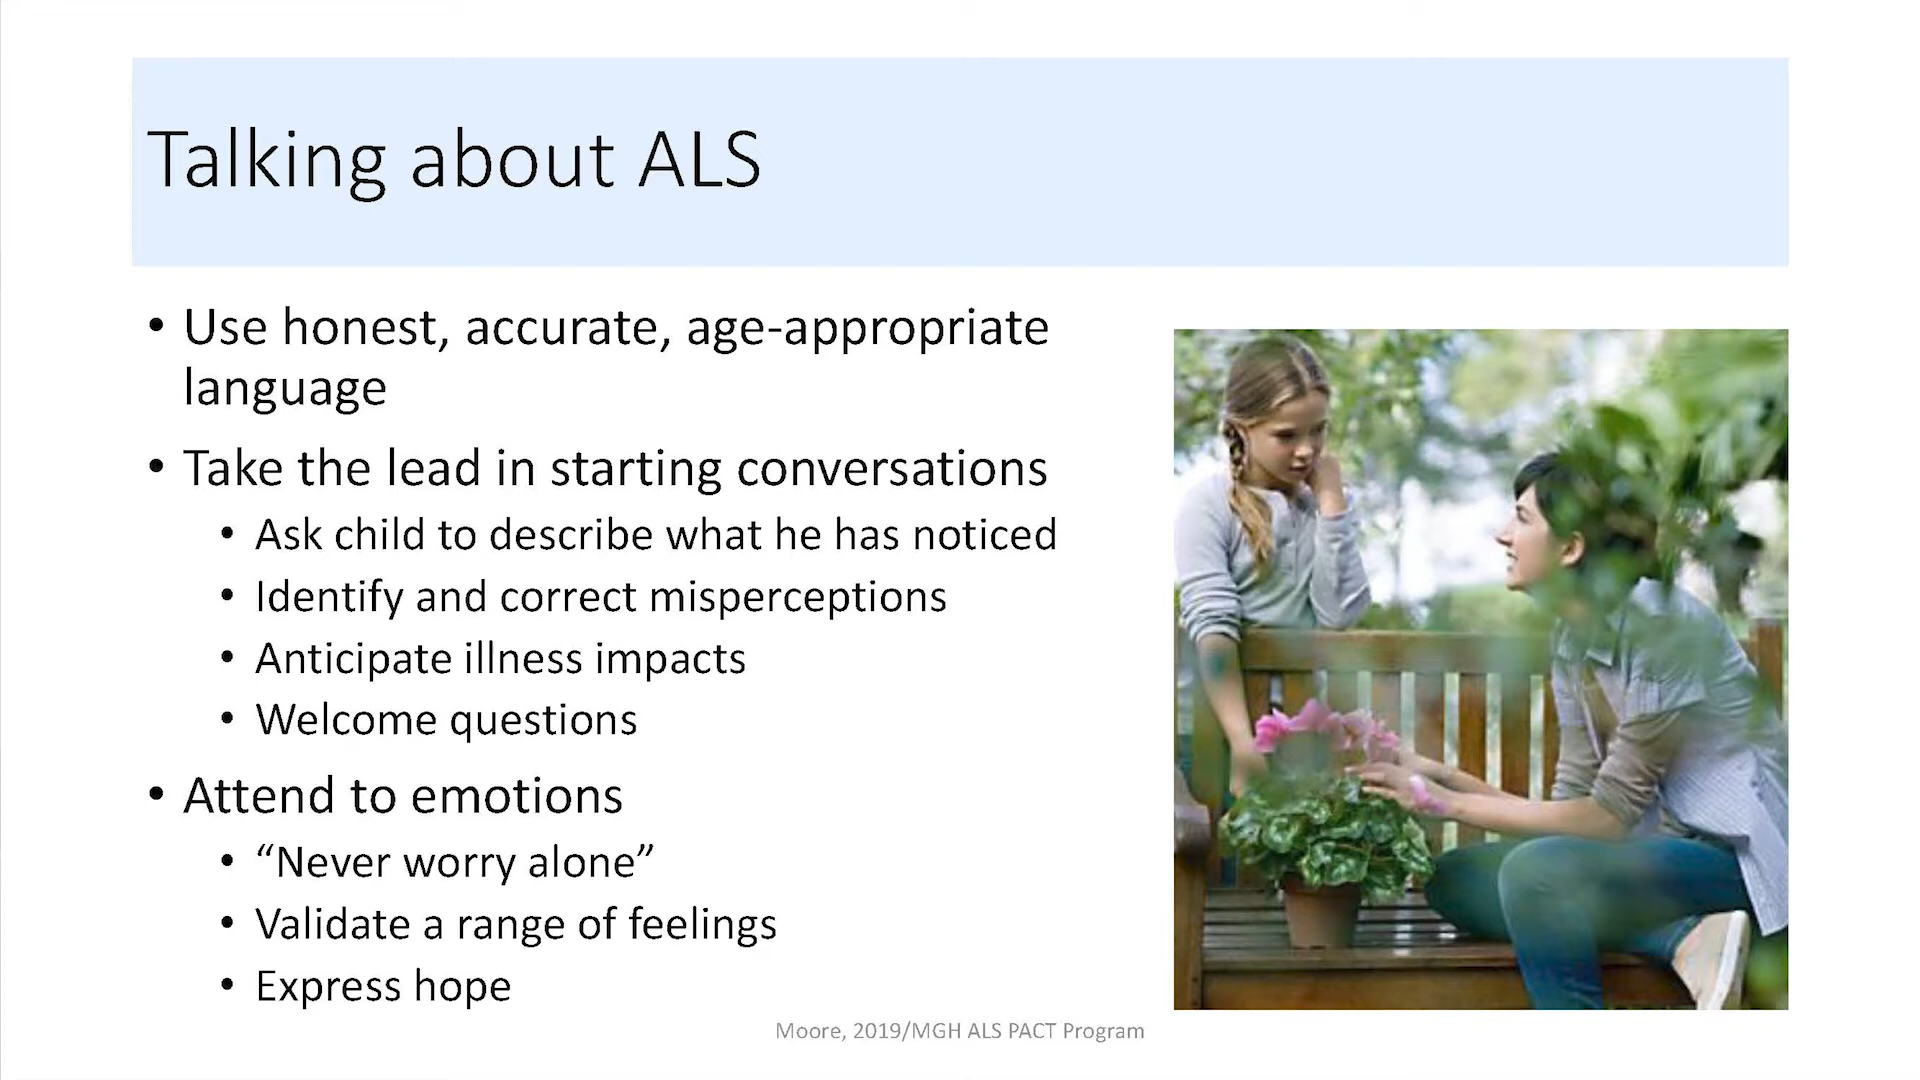 Talking about ALS
• Use honest, accurate, age-appropriate
language
• Take the lead in starting conversations
• Ask child to describe what he has noticed
• Identify and correct misperceptions
• Anticipate illness impacts
• Welcome questions
• Attend to emotions
• “Never worry alone”
• Validate a range of feelings
• Express hope
Moore, 2019/MGH ALS PACT Program